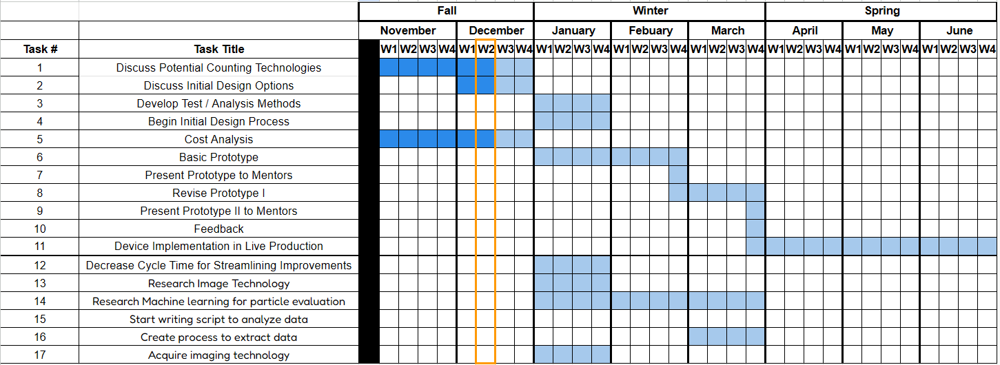 Fall Winter Spring
November December January Febuary March April May June
Task # Task Title W1 W2 W3 W4 W1 W2 W3 W4 W1 W2 W3 W4 W1 W2 W3 W4 W1 W2 W3 W4 W1 W2 W3 W4 W1 W2 W3 W4 W1 W2 W3 W4
1 Discuss Potential Counting Technologies
2 Discuss Initial Design Options
3 Develop Test / Analysis Methods
4 Begin Initial Design Process
5 Cost Analysis
6 Basic Prototype
7 Present Prototype to Mentors
8 Revise Prototype I
9 Present Prototype II to Mentors
10 Feedback
11 Device Implementation in Live Production
12 Decrease Cycle Time for Streamlining Improvements
13 Research Image Technology
14 Research Machine learning for particle evaluation
15 Start writing script to analyze data
16 Create process to extract data
17 Acquire imaging technology